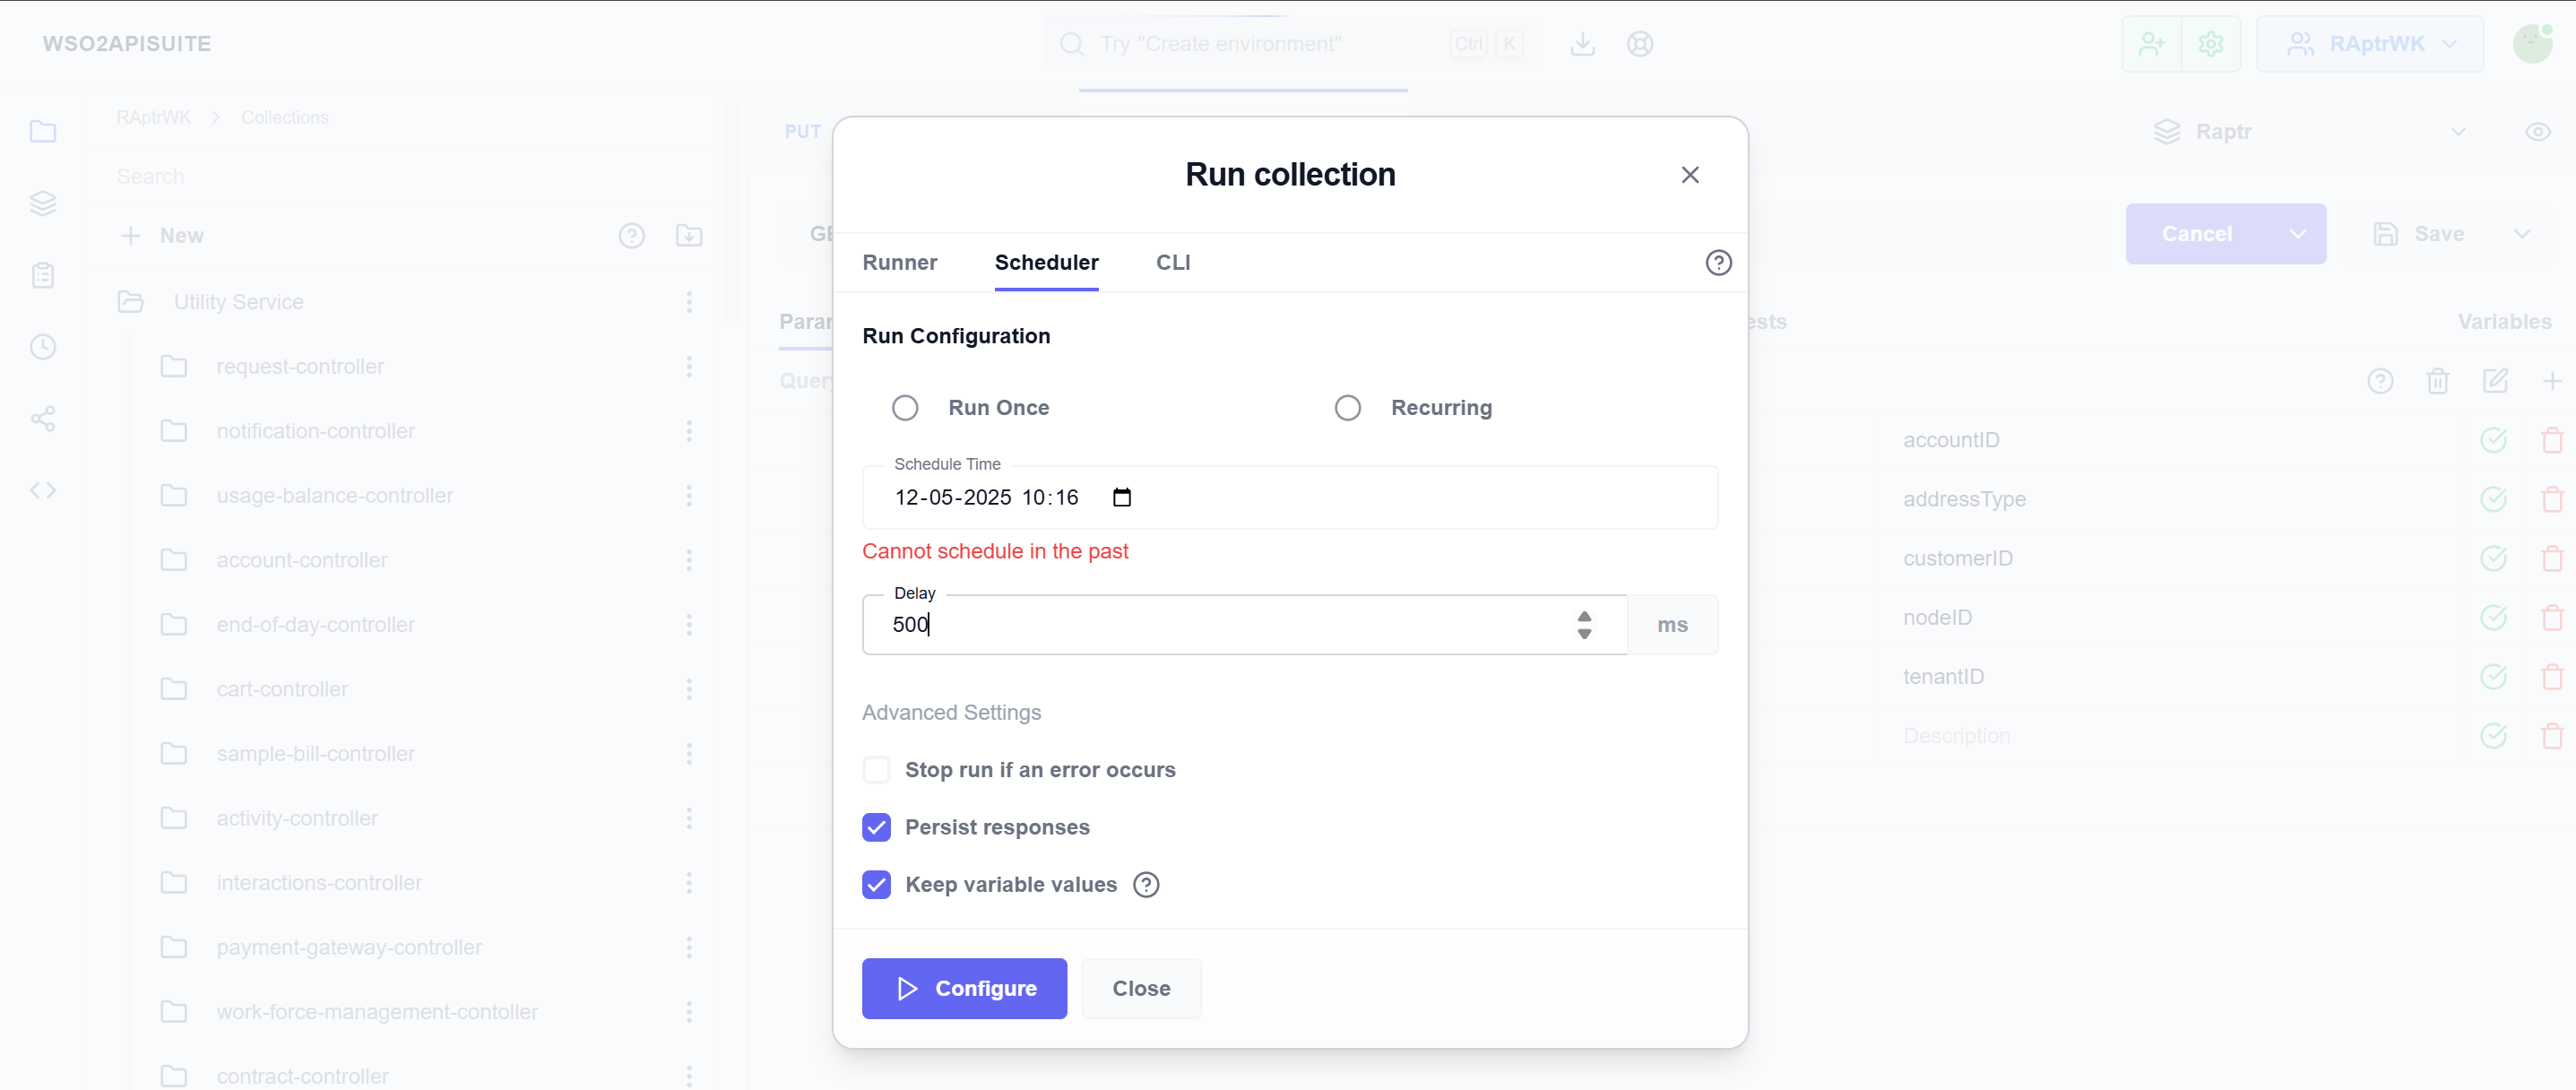 WSO2APISUITE
Try "Create environment"
Ctrl K
RAptrWK
RAptrWK > Collections
Search
New
Utility Service
request-controller
notification-controller
usage-balance-controller
account-controller
end-of-day-controller
cart-controller
sample-bill-controller
activity-controller
interactions-controller
payment-gateway-controller
work-force-management-contoller
contract-controller
PUT
Raptr
GE
Cancel
Save
Paran
ests
Variables
Query
accountID
addressType
customerID
nodeID
tenantID
Description
Run collection
Runner
Scheduler
CLI
Run Configuration
Run Once
Recurring
Schedule Time
12-05-2025 10:16
Cannot schedule in the past
Delay
500
ms
Advanced Settings
Stop run if an error occurs
Persist responses
Keep variable values
Configure
Close